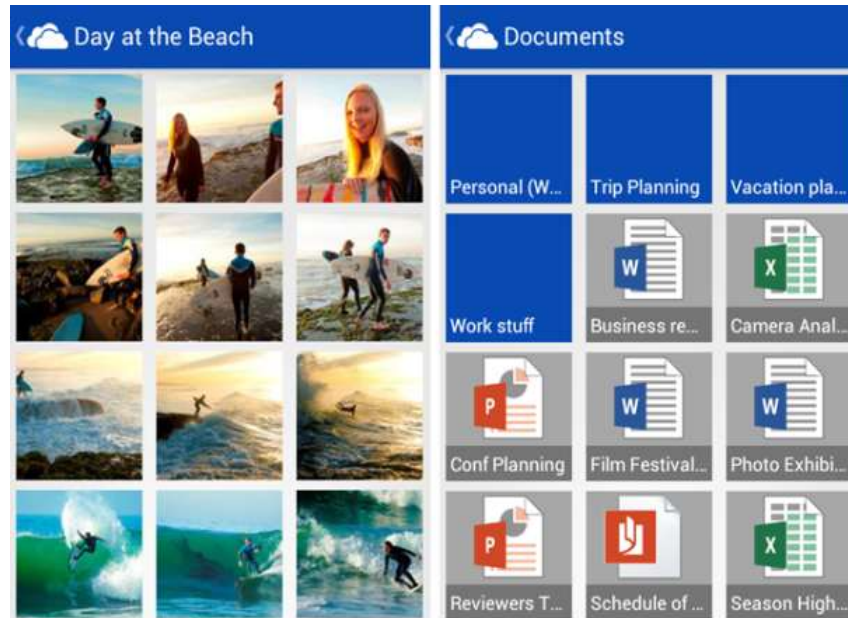 Day at the Beach
Documents
Personal (W...
Trip Planning
Vacation pla...
Work stuff
Business re...
Camera Anal...
Conf Planning
Film Festival...
Photo Exhibi...
Reviewers T...
Schedule of ...
Season High...
W
X
P
W
W
P
X